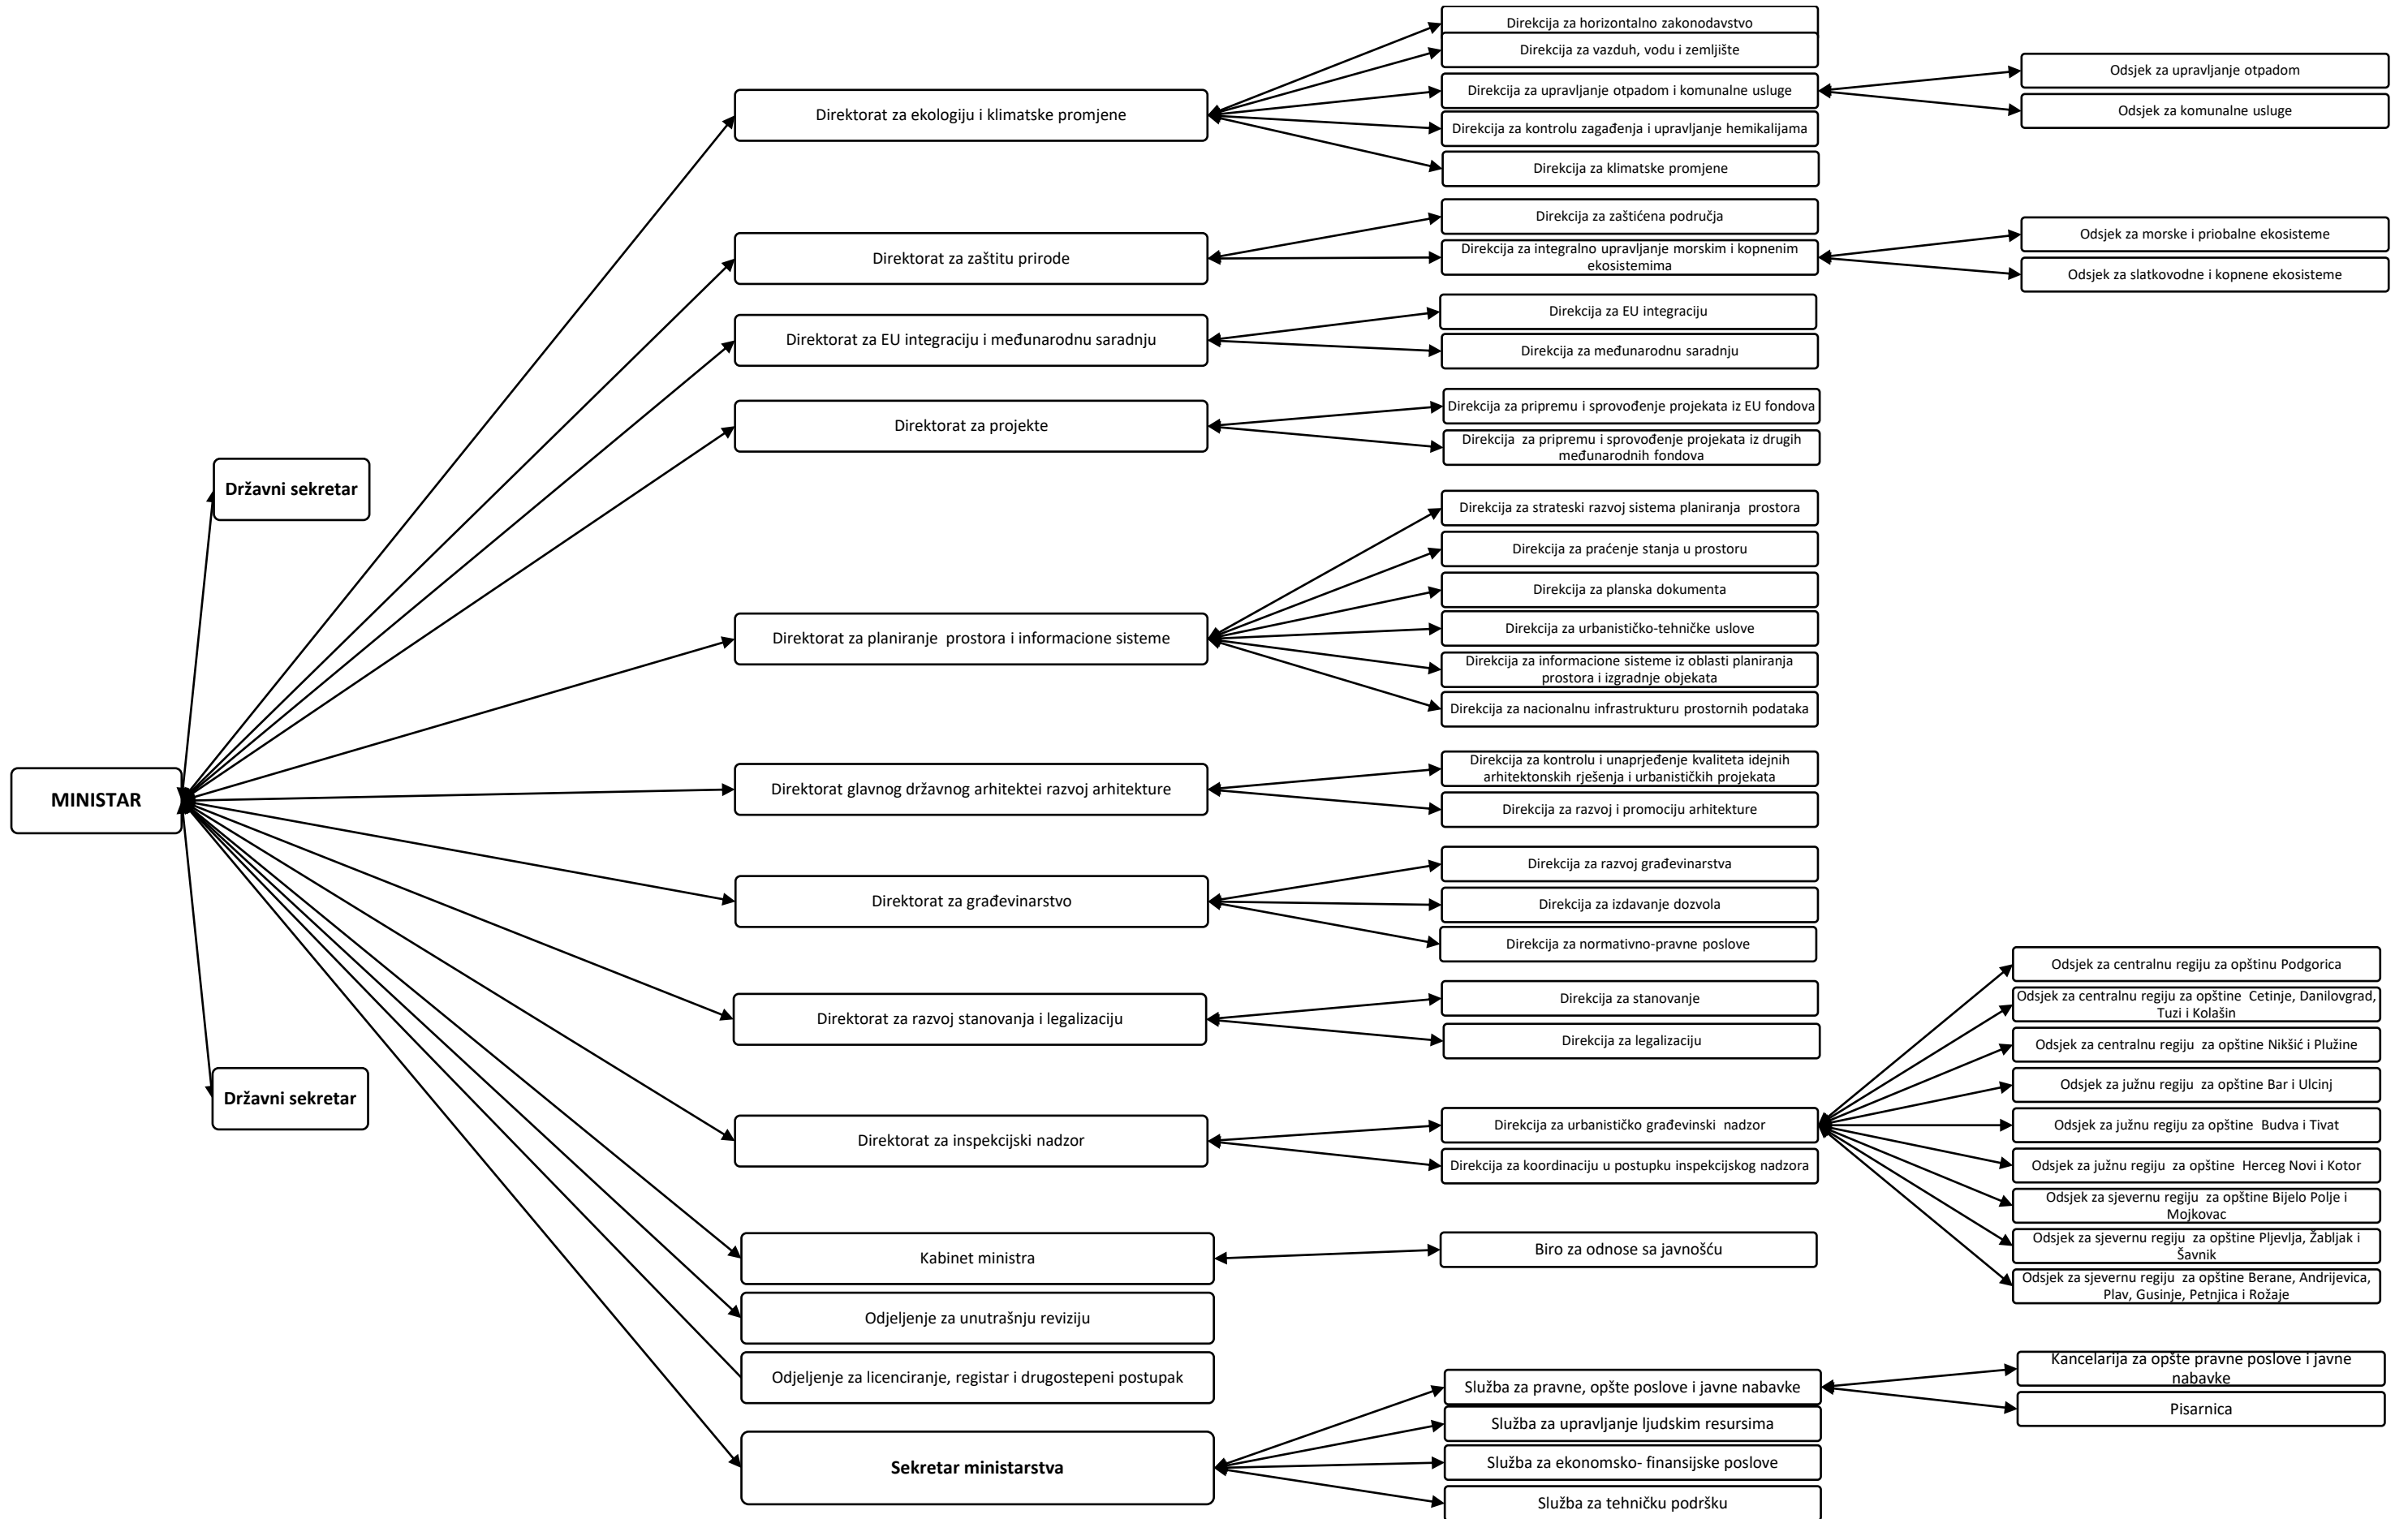 MINISTAR
Državni sekretar
Državni sekretar
Direktorat za ekologiju i klimatske promjene
Direkcija za horizontalno zakonodavstvo
Direkcija za vazduh, vodu i zemljište
Direkcija za upravljanje otpadom i komunalne usluge
Odsjek za upravljanje otpadom
Odsjek za komunalne usluge
Direkcija za kontrolu zagađenja i upravljanje hemikalijama
Direkcija za klimatske promjene
Direktorat za zaštitu prirode
Direkcija za zaštićena područja
Direkcija za integralno upravljanje morskim i kopnenim
ekosistemima
Odsjek za morske i priobalne ekosisteme
Odsjek za slatkovodne i kopnene ekosisteme
Direktorat za EU integraciju i međunarodnu saradnju
Direkcija za EU integraciju
Direkcija za međunarodnu saradnju
Direktorat za projekte
Direkcija za pripremu i sprovođenje projekata iz EU fondova
Direkcija za pripremu i sprovođenje projekata iz drugih
međunarodnih fondova
Direktorat za planiranje prostora i informacione sisteme
Direkcija za strateski razvoj sistema planiranja prostora
Direkcija za praćenje stanja u prostoru
Direkcija za planska dokumenta
Direkcija za urbanističko-tehničke uslove
Direkcija za informacione sisteme iz oblasti planiranja
prostora i izgradnje objekata
Direkcija za nacionalnu infrastrukturu prostornih podataka
Direktorat glavnog državnog arhitektei razvoj arhitekture
Direkcija za kontrolu i unaprjeđenje kvaliteta idejnih
arhitektonskih rješenja i urbanističkih projekata
Direkcija za razvoj i promociju arhitekture
Direktorat za građevinarstvo
Direkcija za razvoj građevinarstva
Direkcija za izdavanje dozvola
Direkcija za normativno-pravne poslove
Direktorat za razvoj stanovanja i legalizaciju
Direkcija za stanovanje
Direkcija za legalizaciju
Direktorat za inspekcijski nadzor
Direkcija za urbanističko građevinski nadzor
Direkcija za koordinaciju u postupku inspekcijskog nadzora
Odsjek za centralnu regiju za opštinu Podgorica
Odsjek za centralnu regiju za opštine Cetinje, Danilovgrad,
Tuzi i Kolašin
Odsjek za centralnu regiju za opštine Nikšić i Plužine
Odsjek za južnu regiju za opštine Bar i Ulcinj
Odsjek za južnu regiju za opštine Budva i Tivat
Odsjek za južnu regiju za opštine Herceg Novi i Kotor
Odsjek za sjevernu regiju za opštine Bijelo Polje i
Mojkovac
Odsjek za sjevernu regiju za opštine Pljevlja, Žabljak i
Šavnik
Odsjek za sjevernu regiju za opštine Berane, Andrijevica,
Plav, Gusinje, Petnjica i Rožaje
Kabinet ministra
Biro za odnose sa javnošću
Odjeljenje za unutrašnju reviziju
Odjeljenje za licenciranje, registar i drugostepeni postupak
Sekretar ministarstva
Služba za pravne, opšte poslove i javne nabavke
Kancelarija za opšte pravne poslove i javne
nabavke
Pisarnica
Služba za upravljanje ljudskim resursima
Služba za ekonomsko- finansijske poslove
Služba za tehničku podršku